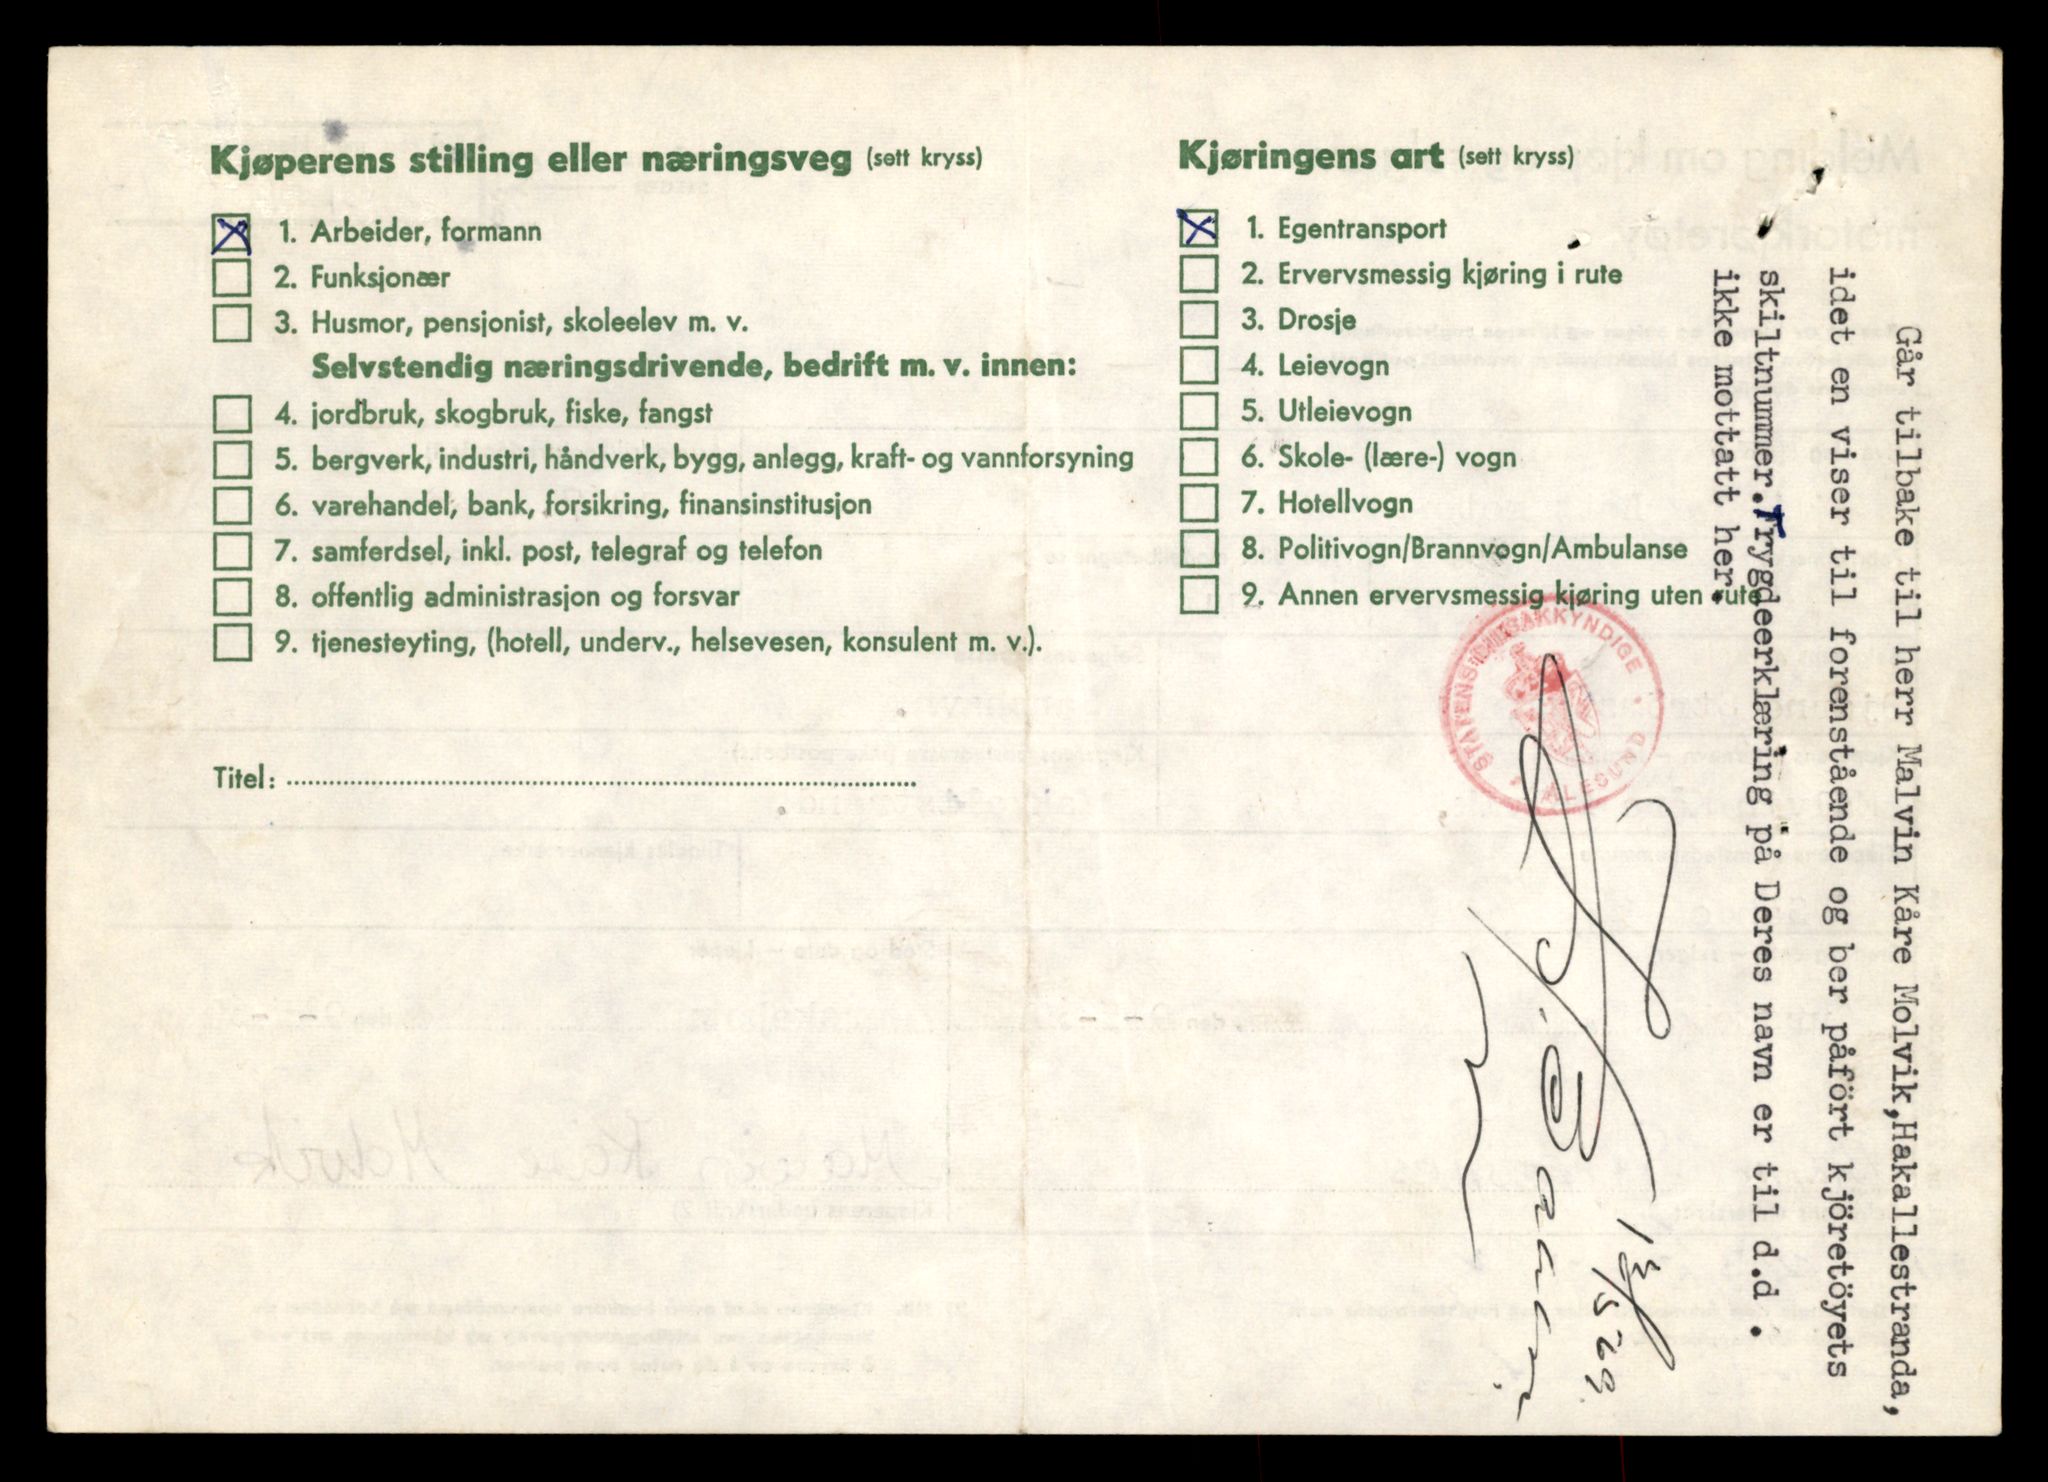 Kjøperens stilling eller næringsveg (sett kryss)
X 1. Arbeider, formann
2. Funksjonær
3. Husmor, pensjonist, skoleelev m. v.
Selvstendig næringsdrivende, bedrift m. v. innen:
4. jordbruk, skogbruk, fiske, fangst
5. bergverk, industri, håndverk, bygg, anlegg, kraft- og vannforsyning
6. varehandel, bank, forsikring, finansinstitusjon
7. samferdsel, inkl. post, telegraf og telefon
8. offentlig administrasjon og forsvar
9. tjenesteyting, (hotell, underv., helsevesen, konsulent m. v.).
Titel:
Kjøringens art (sett kryss)
X 1. Egentransport
2. Ervervsmessig kjøring i rute
3. Drosje
4. Leievogn
5. Utleievogn
6. Skole- (lære-) vogn
7. Hotellvogn
8. Politivogn/Brannvogn/Ambulanse
9. Annen ervervsmessig kjøring uten rute
Går tilbake til herr Malvin Kåre Molvik, Hakallestranda,
idet en viser til forenstående og ber påført kjöretöyets
skiltnummer. Trygdeerklæring på Deres navn er til d.d.
ikke mottatt her.
STATENS BILSAKKYNDIGE
ÅLESUND